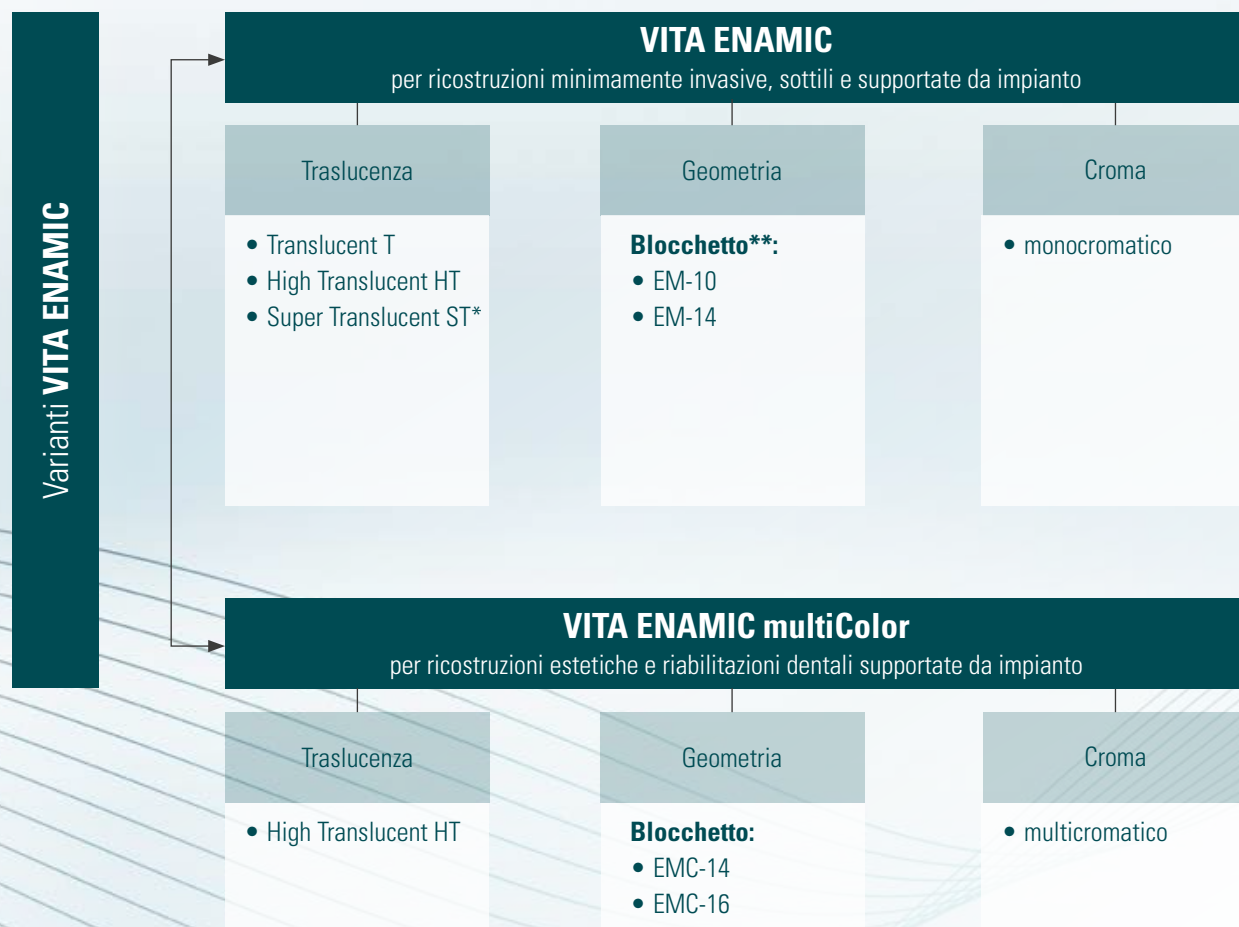 Varianti VITA ENAMIC
VITA ENAMIC
per ricostruzioni minimamente invasive, sottili e supportate da impianto
Traslucenza
• Translucent T
• High Translucent HT
• Super Translucent ST*
Geometria
Blocchetto**:
• EM-10
• EM-14
Croma
• monocromatico
VITA ENAMIC multiColor
per ricostruzioni estetiche e riabilitazioni dentali supportate da impianto
Traslucenza
• High Translucent HT
Geometria
Blocchetto:
• EMC-14
• EMC-16
Croma
• multicromatico